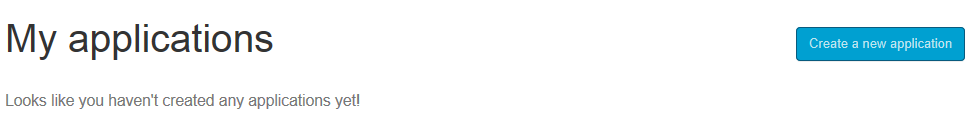 My applications
Create a new application
Looks like you haven't created any applications yet!